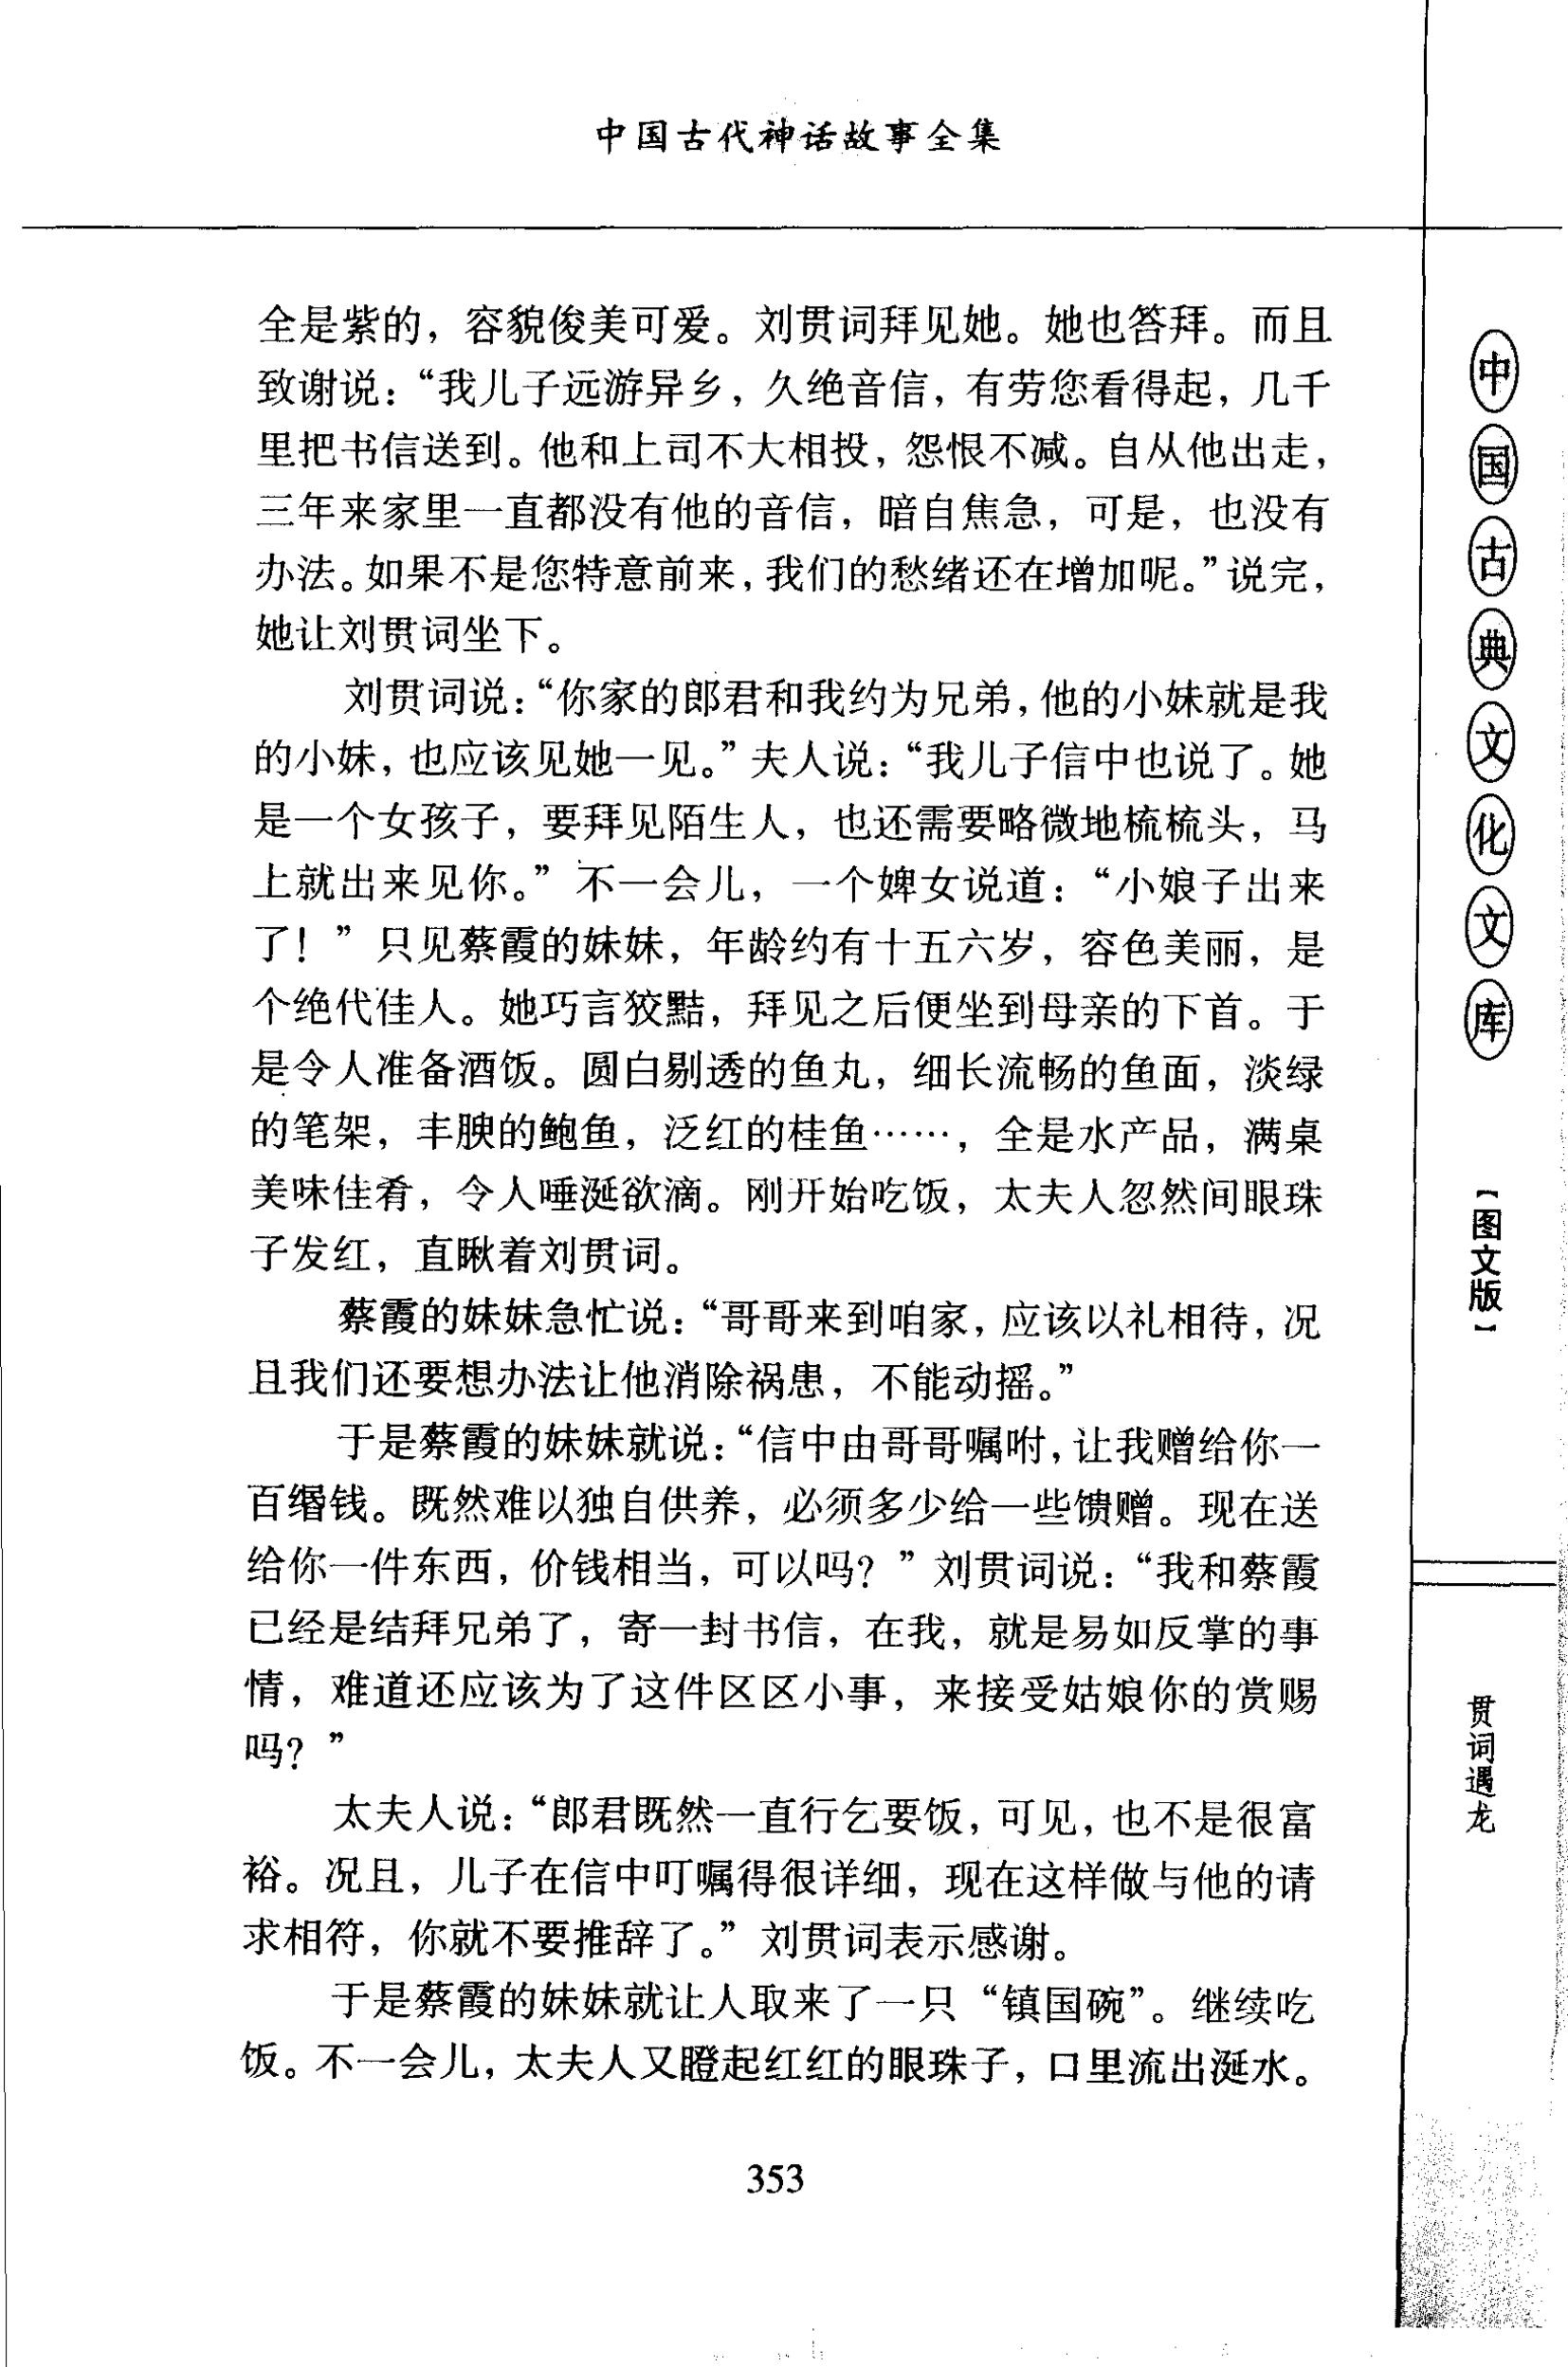 中国古代神话故事全集
全是紫的，容貌俊美可爱。刘贯词拜见她。她也答拜。而且
致谢说：“我儿子远游异乡，久绝音信，有劳您看得起，几千
里把书信送到。他和上司不大相投，怨恨不减。自从他出走，
三年来家里一直都没有他的音信，暗自焦急，可是，也没有
办法。如果不是您特意前来，我们的愁绪还在增加呢。”说完，
她让刘贯词坐下。
刘贯词说：“你家的郎君和我约为兄弟，他的小妹就是我
的小妹，也应该见她一见。”夫人说：“我儿子信中也说了。她
是一个女孩子，要拜见陌生人，也还需要略微地梳梳头，马
上就出来见你。”不一会儿，一个婢女说道：“小娘子出来
了！”只见蔡霞的妹妹，年龄约有十五六岁，容色美丽，是
个绝代佳人。她巧言狡黠，拜见之后便坐到母亲的下首。于
是令人准备酒饭。圆白剔透的鱼丸，细长流畅的鱼面，淡绿
的笔架，丰腴的鲍鱼，泛红的桂鱼……，全是水产品，满桌
美味佳肴，令人唾涎欲滴。刚开始吃饭，太夫人忽然间眼珠
子发红，直瞅着刘贯词。
蔡霞的妹妹急忙说：“哥哥来到咱家，应该以礼相待，况
且我们还要想办法让他消除祸患，不能动摇。”
于是蔡霞的妹妹就说：“信中由哥哥嘱咐，让我赠给你一
百缗钱。既然难以独自供养，必须多少给一些馈赠。现在送
给你一件东西，价钱相当，可以吗？”刘贯词说：“我和蔡霞
已经是结拜兄弟了，寄一封书信，在我，就是易如反掌的事
情，难道还应该为了这件区区小事，来接受姑娘你的赏赐
吗？”
太夫人说：“郎君既然一直行乞要饭，可见，也不是很富
裕。况且，儿子在信中叮嘱得很详细，现在这样做与他的请
求相符，你就不要推辞了。”刘贯词表示感谢。
于是蔡霞的妹妹就让人取来了一只“镇国碗”。继续吃
饭。不一会儿，太夫人又瞪起红红的眼珠子，口里流出涎水。
353
中国古典文化文库
【图文版】
贯词遇龙